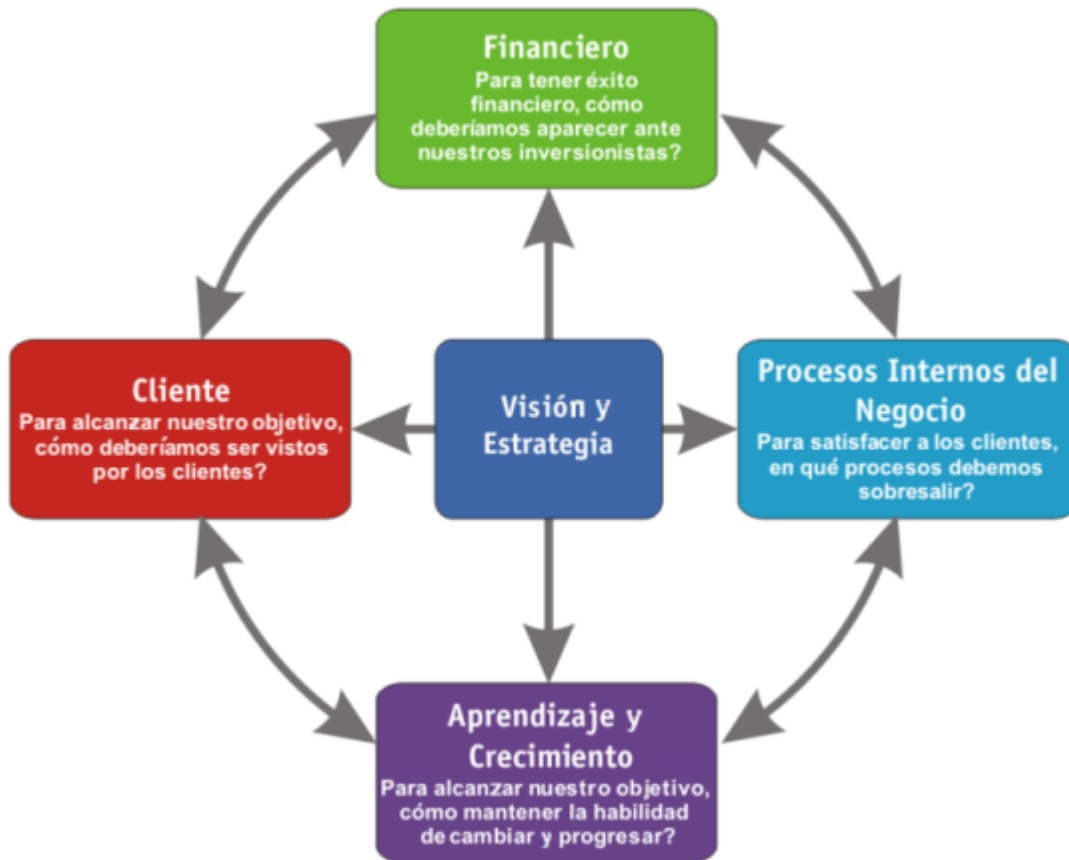 Financiero
Para tener éxito
financiero, cómo
deberíamos aparecer ante
nuestros inversionistas?
Cliente
Para alcanzar nuestro objetivo,
cómo deberíamos ser vistos
por los clientes?
Visión y
Estrategia
Procesos Internos del
Negocio
Para satisfacer a los clientes,
en qué procesos debemos
sobresalir?
Aprendizaje y
Crecimiento
Para alcanzar nuestro objetivo,
cómo mantener la habilidad
de cambiar y progresar?